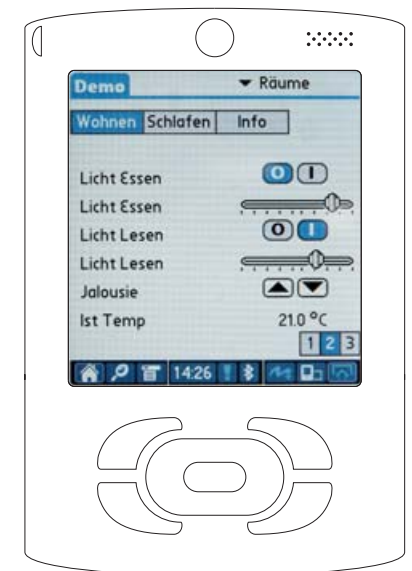 Demo Räume
Wohnen Schlafen Info
Licht Essen O I
Licht Essen
Licht Lesen O I
Licht Lesen
Jalousie
Ist Temp 21.0 °C
1 2 3
14:26